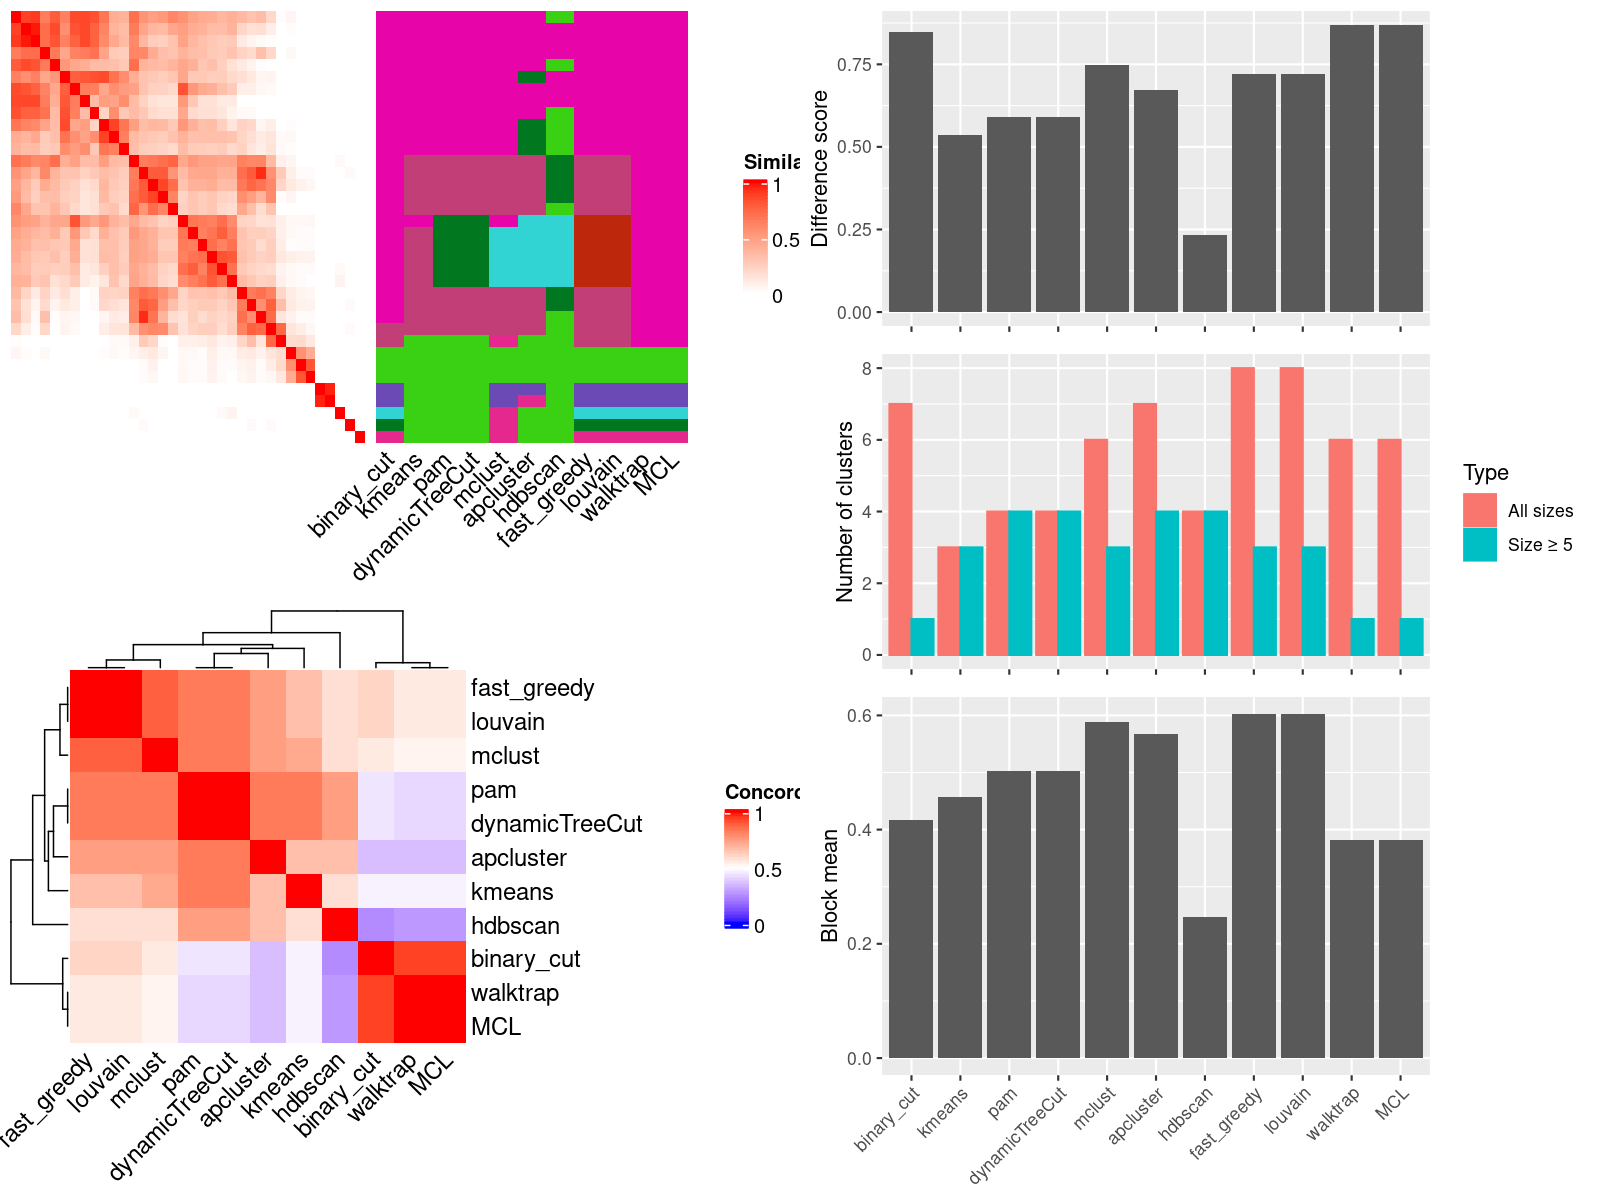 Simila
1
0.5
0
binary_cut
kmeans
pam
dynamicTreeCut
mclust
apcluster
hdbscan
fast_greedy
louvain
walktrap
MCL
fast_greedy
louvain
mclust
pam
dynamicTreeCut
apcluster
kmeans
hdbscan
binary_cut
walktrap
MCL
Concord
1
0.5
0
fast_greedy
louvain
mclust
pam
dynamicTreeCut
apcluster
kmeans
hdbscan
binary_cut
walktrap
MCL
Difference score
0.75
0.50
0.25
0.00
Number of clusters
8
6
4
2
0
Type
All sizes
Size ≥ 5
Block mean
0.6
0.4
0.2
0.0
binary_cut
kmeans
pam
dynamicTreeCut
mclust
apcluster
hdbscan
fast_greedy
louvain
walktrap
MCL